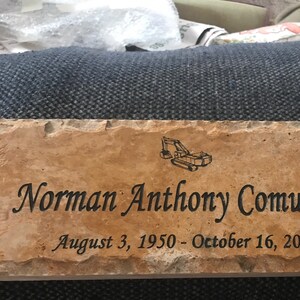 Norman Anthony Comu
August 3, 1950 - October 16, 20